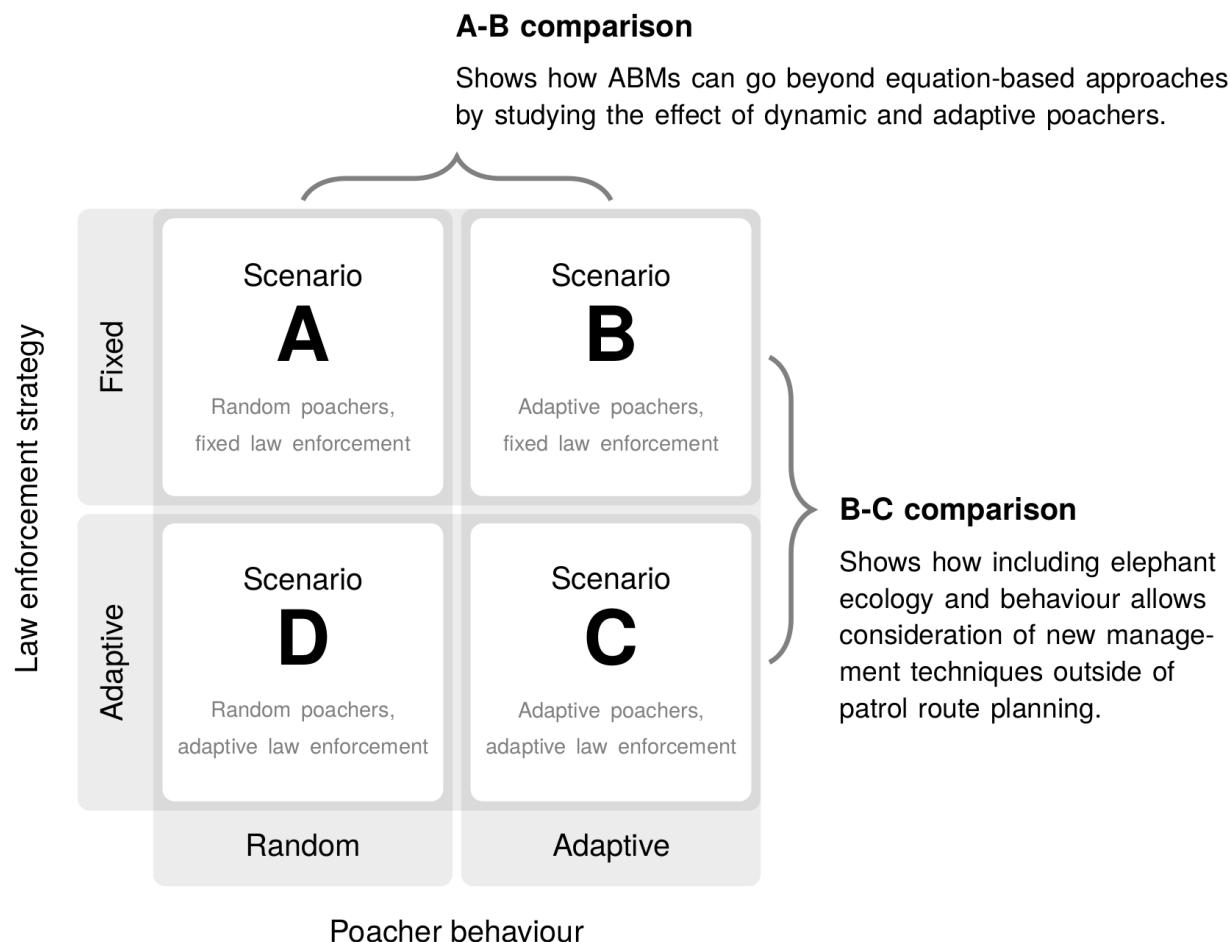 A-B comparison
Shows how ABMs can go beyond equation-based approaches
by studying the effect of dynamic and adaptive poachers.
Law enforcement strategy
Fixed
Scenario
A
Random poachers,
fixed law enforcement
Scenario
B
Adaptive poachers,
fixed law enforcement
B-C comparison
Shows how including elephant
ecology and behaviour allows
consideration of new manage-
ment techniques outside of
patrol route planning.
Adaptive
Scenario
D
Random poachers,
adaptive law enforcement
Scenario
C
Adaptive poachers,
adaptive law enforcement
Random
Adaptive
Poacher behaviour